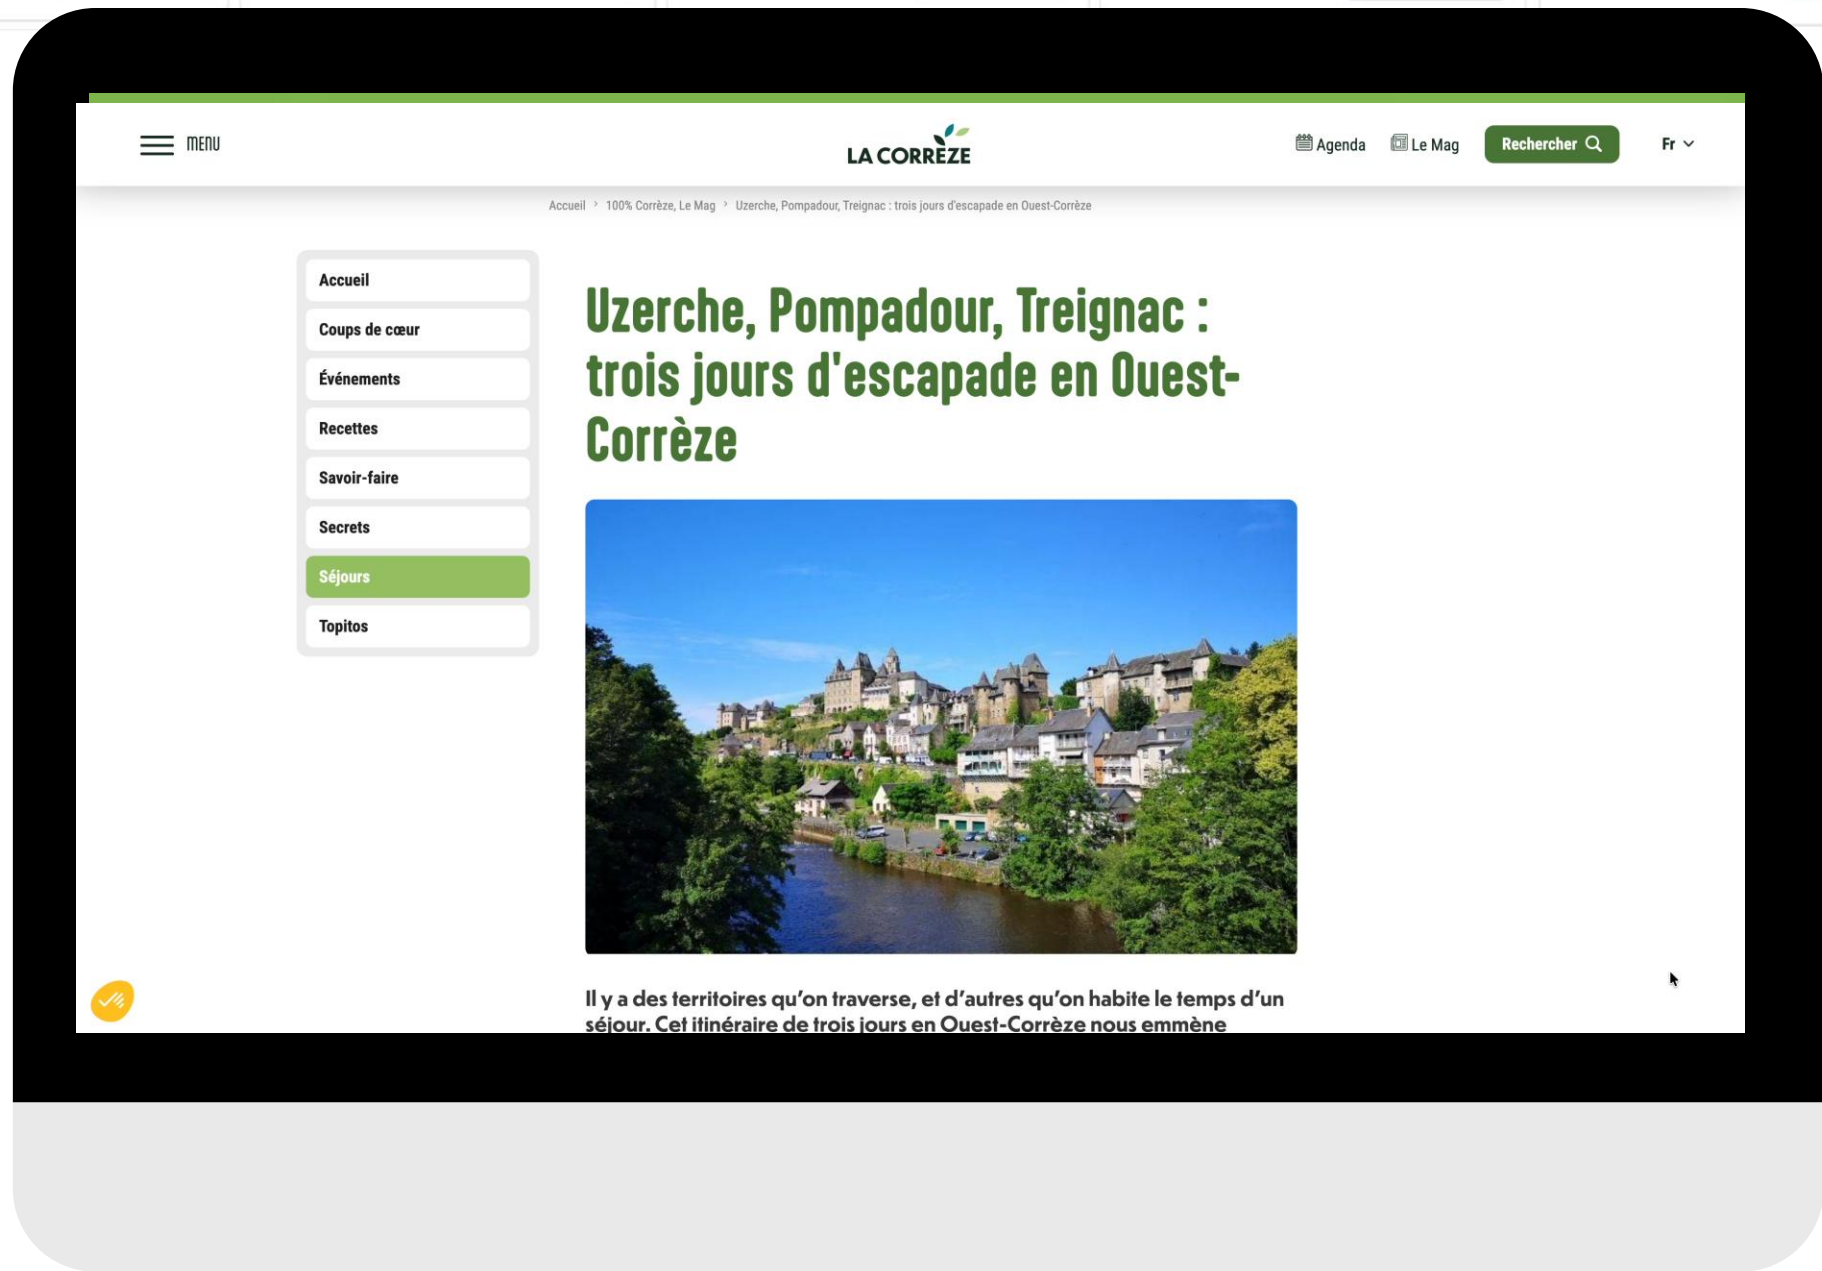 MENU
LA CORRÈZE
Agenda
Le Mag
Rechercher
Fr
Accueil > 100% Corrèze, Le Mag > Uzerche, Pompadour, Treignac : trois jours d'escapade en Ouest-Corrèze
Accueil
Coups de cœur
Événements
Recettes
Savoir-faire
Secrets
Séjours
Topitos
Uzerche, Pompadour, Treignac :
trois jours d'escapade en Ouest-
Corrèze
Il y a des territoires qu’on traverse, et d’autres qu’on habite le temps d’un
séjour. Cet itinéraire de trois jours en Ouest-Corrèze nous emmène